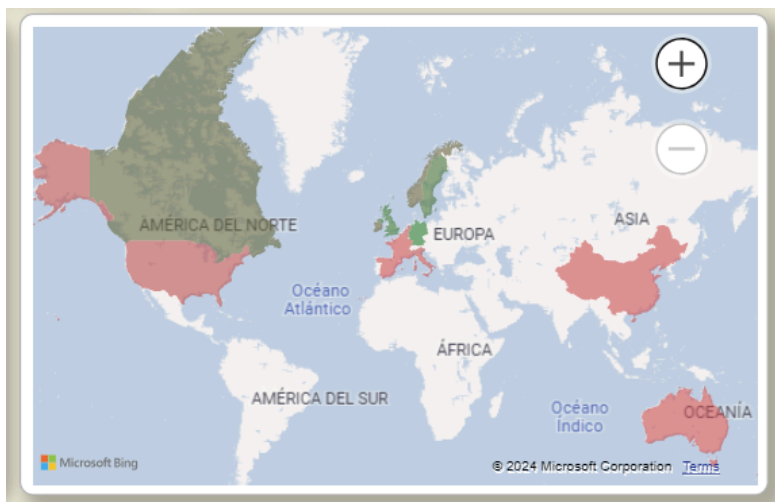 AMÉRICA DEL NORTE
EUROPA
ASIA
Océano
Atlántico
ÁFRICA
AMÉRICA DEL SUR
Océano
Índico
OCEANÍA
Microsoft Bing
© 2024 Microsoft Corporation Terms